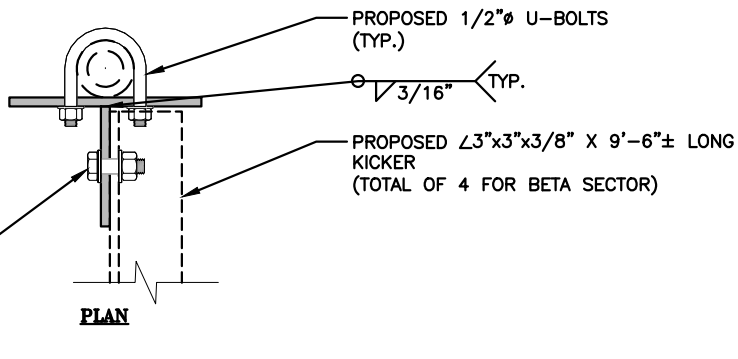 PROPOSED 1/2"ø U-BOLTS
(TYP.)
3/16"
TYP.
PROPOSED ∠3"x3"x3/8" X 9'-6"± LONG
KICKER
(TOTAL OF 4 FOR BETA SECTOR)
PLAN